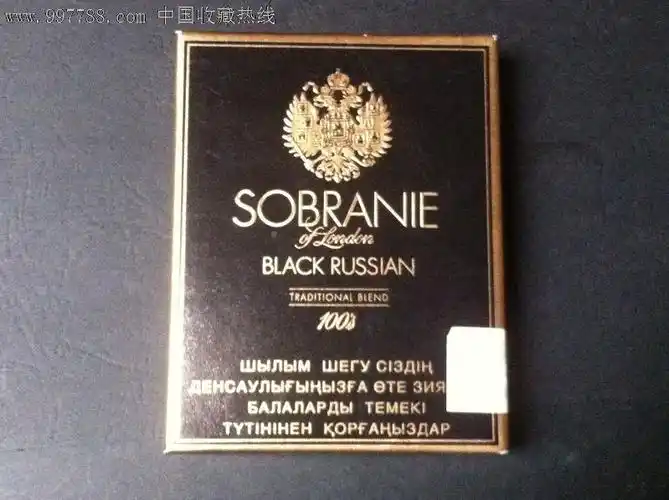 www.997788.com 中国收藏热线
SOBRANIE
of London
BLACK RUSSIAN
TRADITIONAL BLEND
100's
ШЫЛЫМ ШЕГУ СІЗДІҢ
ДЕНСАУЛЫҒЫҢЫЗҒА ӨТЕ
БАЛАЛАРДЫ ТЕМЕКІ
ТҮТІНІНЕН ҚОРҒАҢЫЗДАР